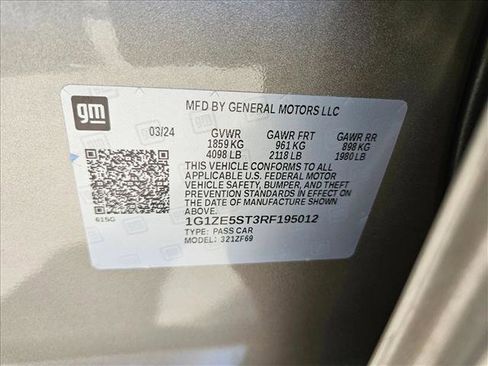 gm
MFD BY GENERAL MOTORS LLC
03/24 GVWR GAWR FRT GAWR RR
1859 KG 961 KG 898 KG
4098 LB 2118 LB 1980 LB
THIS VEHICLE CONFORMS TO ALL
APPLICABLE U.S. FEDERAL MOTOR
VEHICLE SAFETY, BUMPER, AND THEFT
PREVENTION STANDARDS IN EFFECT ON
THE DATE OF MANUFACTURE SHOWN
ABOVE.
615G 1G1ZE5ST3RF195012
TYPE: PASS CAR
MODEL: 321ZF69